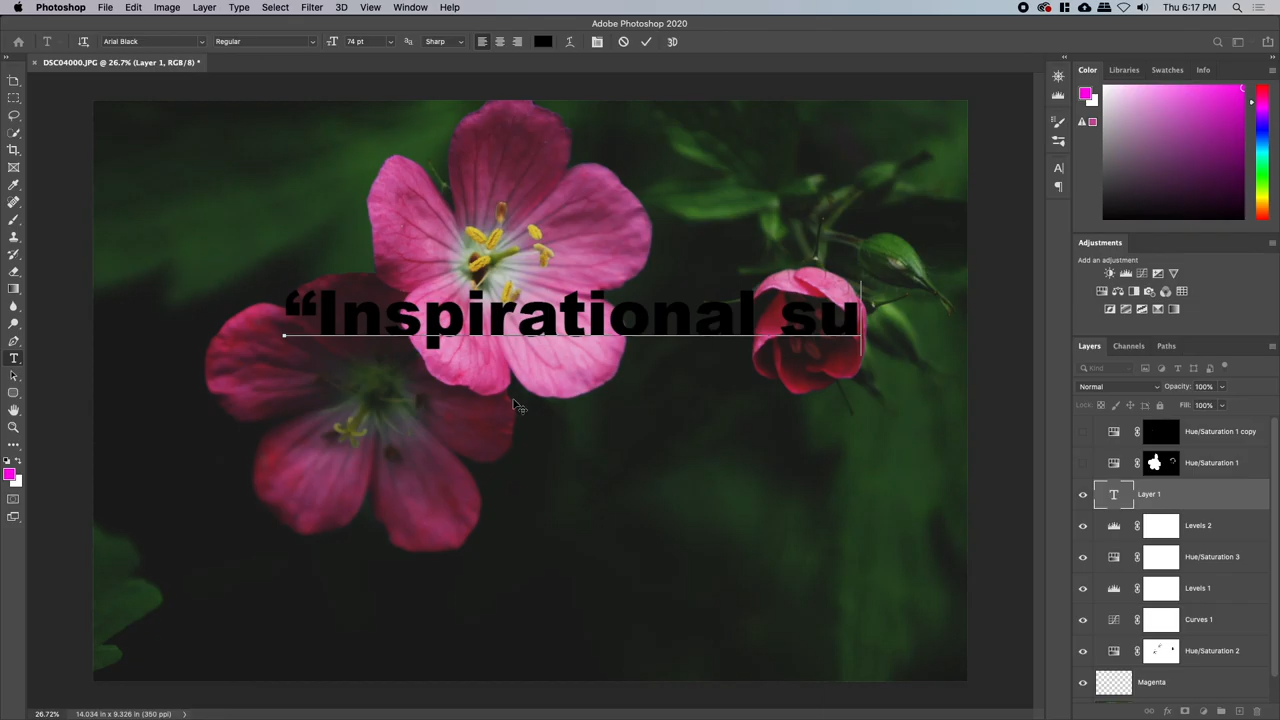 Photoshop File Edit Image Layer Type Select Filter 3D View Window Help Thu 6:17 PM
Adobe Photoshop 2020
T Arial Black Regular 74 pt aa Sharp 3D
× DSC04000.JPG @ 26.7% (Layer 1, RGB/8) *
Color Libraries Swatches Info
“Inspirational su
Adjustments
Add an adjustment
Layers Channels Paths
Kind
Normal Opacity: 100%
Lock: Fill: 100%
Hue/Saturation 1 copy
Hue/Saturation 1
T Layer 1
Levels 2
Hue/Saturation 3
Levels 1
Curves 1
Hue/Saturation 2
Magenta
26.72% 14.034 in x 9.326 in (350 ppi)